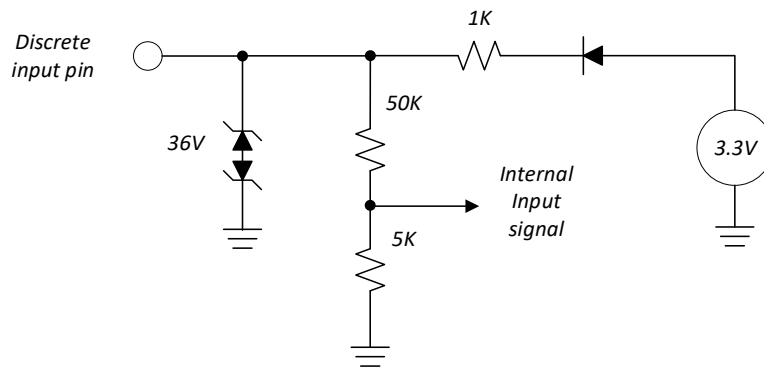 Discrete
input pin
1K
50K
36V
3.3V
Internal
Input
signal
5K